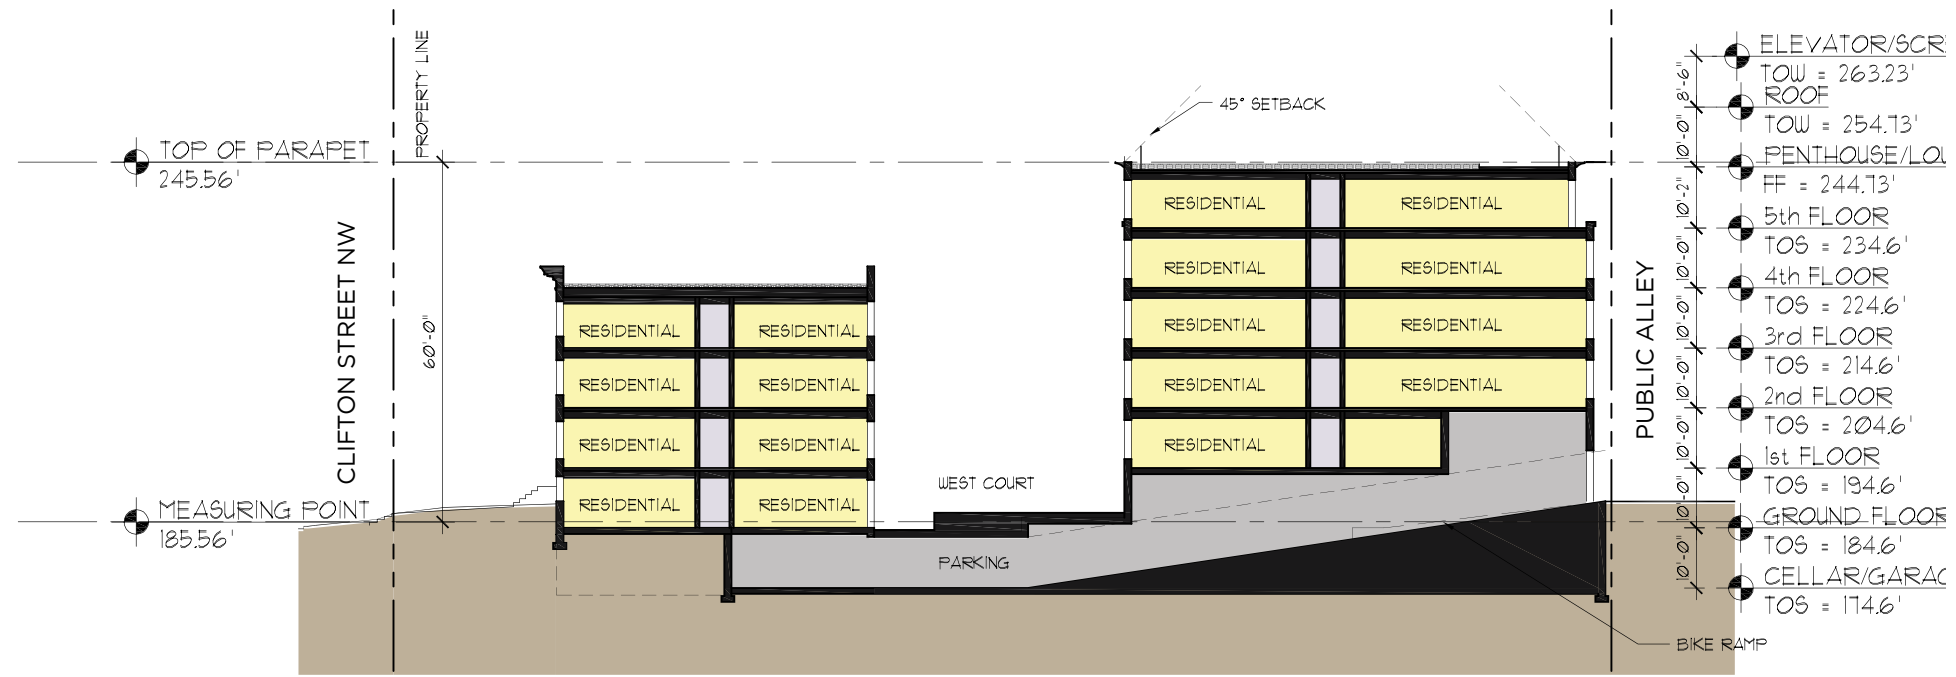 ELEVATOR/SCR
TOW = 263.23'
8'-6"
ROOF
TOW = 254.73'
10'-0"
PENTHOUSE/LOU
FF = 244.73'
10'-2"
5th FLOOR
TOS = 234.6'
10'-0"
4th FLOOR
TOS = 224.6'
10'-0"
3rd FLOOR
TOS = 214.6'
10'-0"
2nd FLOOR
TOS = 204.6'
10'-0"
1st FLOOR
TOS = 194.6'
10'-0"
GROUND FLOOR
TOS = 184.6'
10'-0"
CELLAR/GARAG
TOS = 174.6'
PROPERTY LINE
45° SETBACK
TOP OF PARAPET
245.56'
CLIFTON STREET NW
60'-0"
MEASURING POINT
185.56'
RESIDENTIAL RESIDENTIAL
RESIDENTIAL RESIDENTIAL
RESIDENTIAL RESIDENTIAL
RESIDENTIAL RESIDENTIAL
WEST COURT
PARKING
RESIDENTIAL RESIDENTIAL
RESIDENTIAL RESIDENTIAL
RESIDENTIAL RESIDENTIAL
RESIDENTIAL RESIDENTIAL
RESIDENTIAL
PUBLIC ALLEY
BIKE RAMP